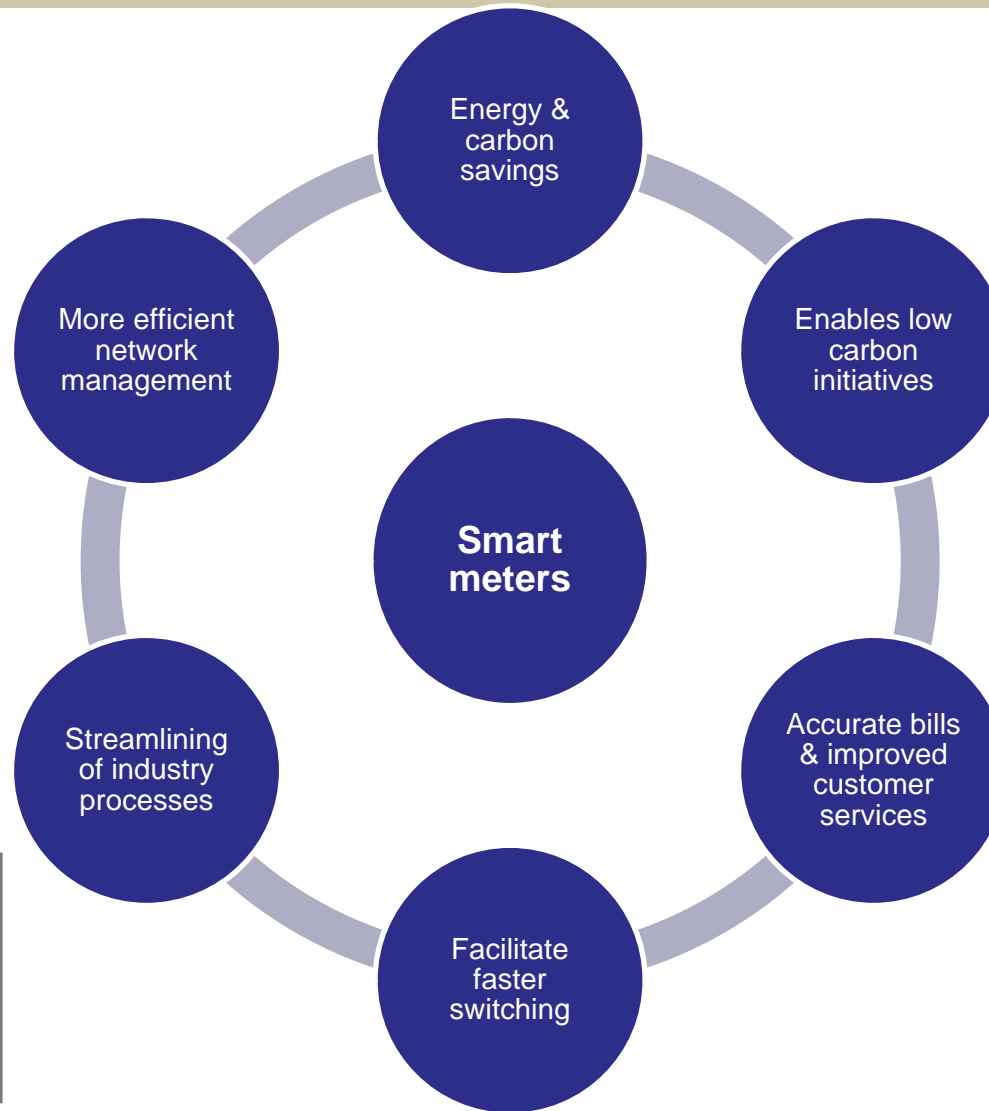 Energy &
carbon
savings
Enables low
carbon
initiatives
Accurate bills
& improved
customer
services
Facilitate
faster
switching
Streamlining
of industry
processes
More efficient
network
management
Smart
meters